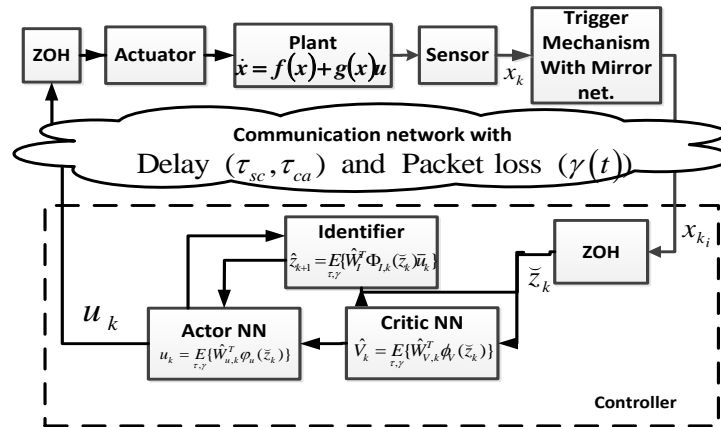 ZOH
Actuator
Plant
ẋ = f(x)+g(x)u
Sensor
x_k
Trigger
Mechanism
With Mirror
net.
Communication network with
Delay (τ_sc, τ_ca) and Packet loss (γ(t))
x_{k_i}
ZOH
z̆_k
Identifier
ẑ_{k+1} = E_{τ,γ}{Ŵ_I^T Φ_{I,k}(z̆_k)ū_k}
u_k
Actor NN
u_k = E_{τ,γ}{Ŵ_{u,k}^T φ_u(z̆_k)}
Critic NN
V̂_k = E_{τ,γ}{Ŵ_{V,k}^T ϕ_V(z̆_k)}
Controller